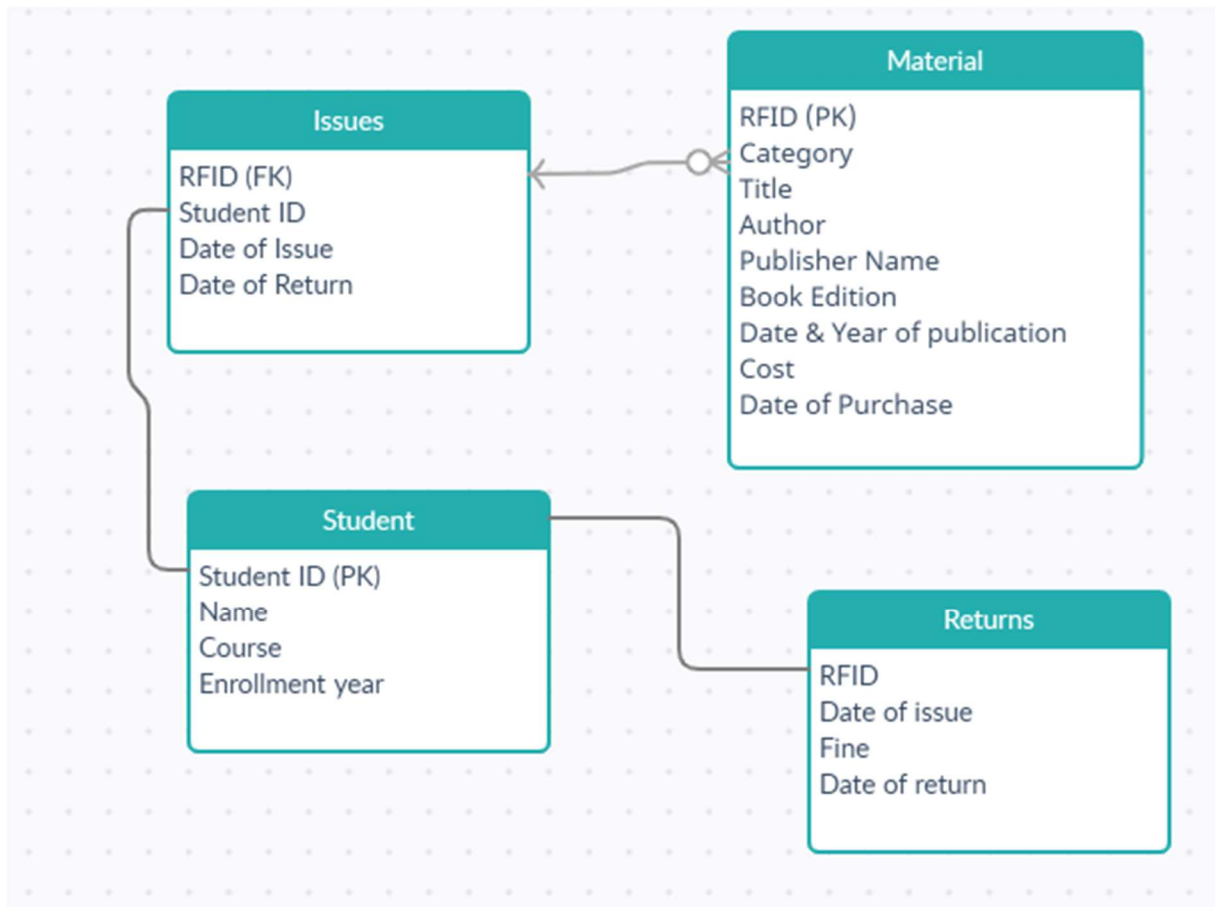 Issues
RFID (FK)
Student ID
Date of Issue
Date of Return
Material
RFID (PK)
Category
Title
Author
Publisher Name
Book Edition
Date & Year of publication
Cost
Date of Purchase
Student
Student ID (PK)
Name
Course
Enrollment year
Returns
RFID
Date of issue
Fine
Date of return